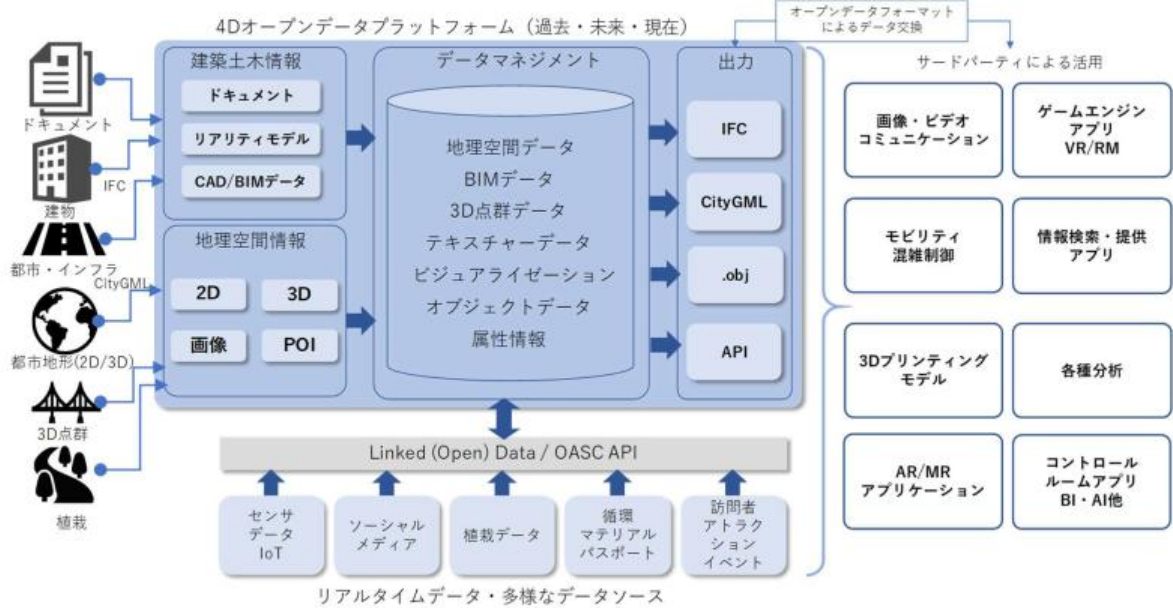 4Dオープンデータプラットフォーム（過去・未来・現在）
オープンデータフォーマット
によるデータ交換
ドキュメント
建物
IFC
都市・インフラ
CityGML
都市地形(2D/3D)
3D点群
植栽
建築土木情報
ドキュメント
リアリティモデル
CAD/BIMデータ
地理空間情報
2D
3D
画像
POI
データマネジメント
地理空間データ
BIMデータ
3D点群データ
テキスチャーデータ
ビジュアライゼーション
オブジェクトデータ
属性情報
出力
IFC
CityGML
.obj
API
サードパーティによる活用
画像・ビデオ
コミュニケーション
ゲームエンジン
アプリ
VR/RM
モビリティ
混雑制御
情報検索・提供
アプリ
3Dプリンティング
モデル
各種分析
AR/MR
アプリケーション
コントロール
ルームアプリ
BI・AI他
Linked (Open) Data / OASC API
センサ
データ
IoT
ソーシャル
メディア
植栽データ
循環
マテリアル
パスポート
訪問者
アトラク
ション
イベント
リアルタイムデータ・多様なデータソース